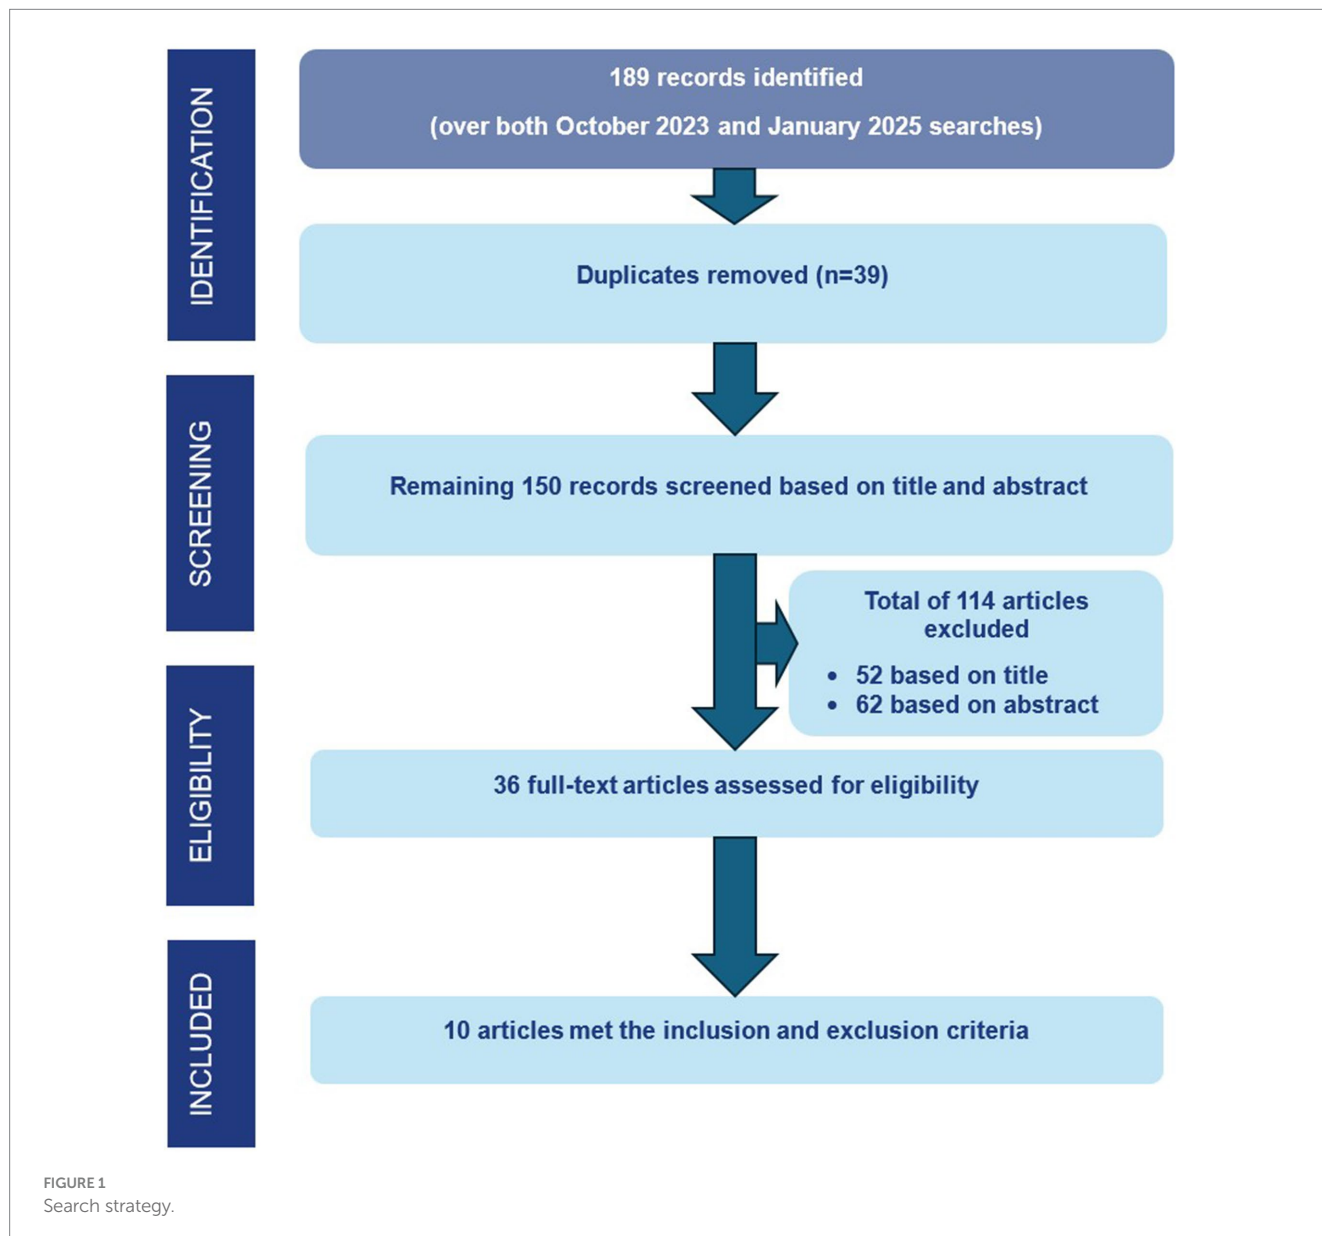 IDENTIFICATION
189 records identified
(over both October 2023 and January 2025 searches)
Duplicates removed (n=39)
SCREENING
Remaining 150 records screened based on title and abstract
Total of 114 articles
excluded
• 52 based on title
• 62 based on abstract
ELIGIBILITY
36 full-text articles assessed for eligibility
INCLUDED
10 articles met the inclusion and exclusion criteria
FIGURE 1
Search strategy.